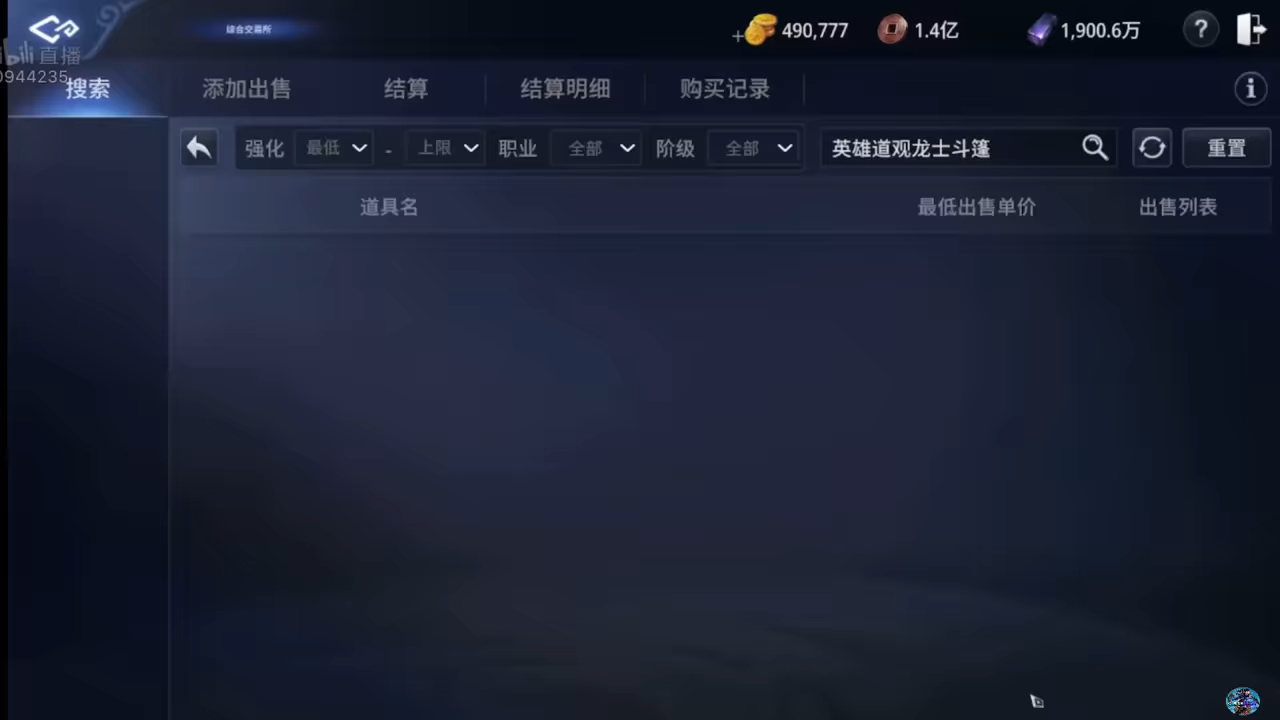 综合交易所
490,777
1.4亿
1,900.6万
直播
0944235
搜索
添加出售
结算
结算明细
购买记录
强化 最低 - 上限 职业 全部 阶级 全部 英雄道观龙士斗篷 重置
道具名 最低出售单价 出售列表